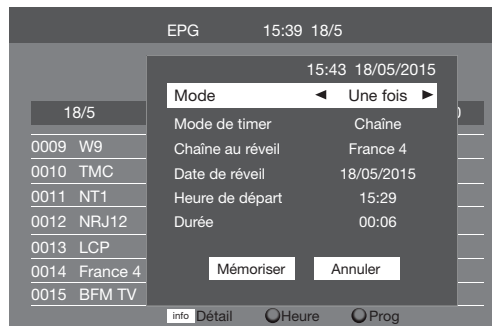 EPG 15:39 18/5
15:43 18/05/2015
Mode ◄ Une fois ►
18/5
Mode de timer Chaîne
0009 W9
Chaîne au réveil France 4
0010 TMC
Date de réveil 18/05/2015
0011 NT1
Heure de départ 15:29
0012 NRJ12
Durée 00:06
0013 LCP
0014 France 4
Mémoriser Annuler
0015 BFM TV
info Détail Heure Prog